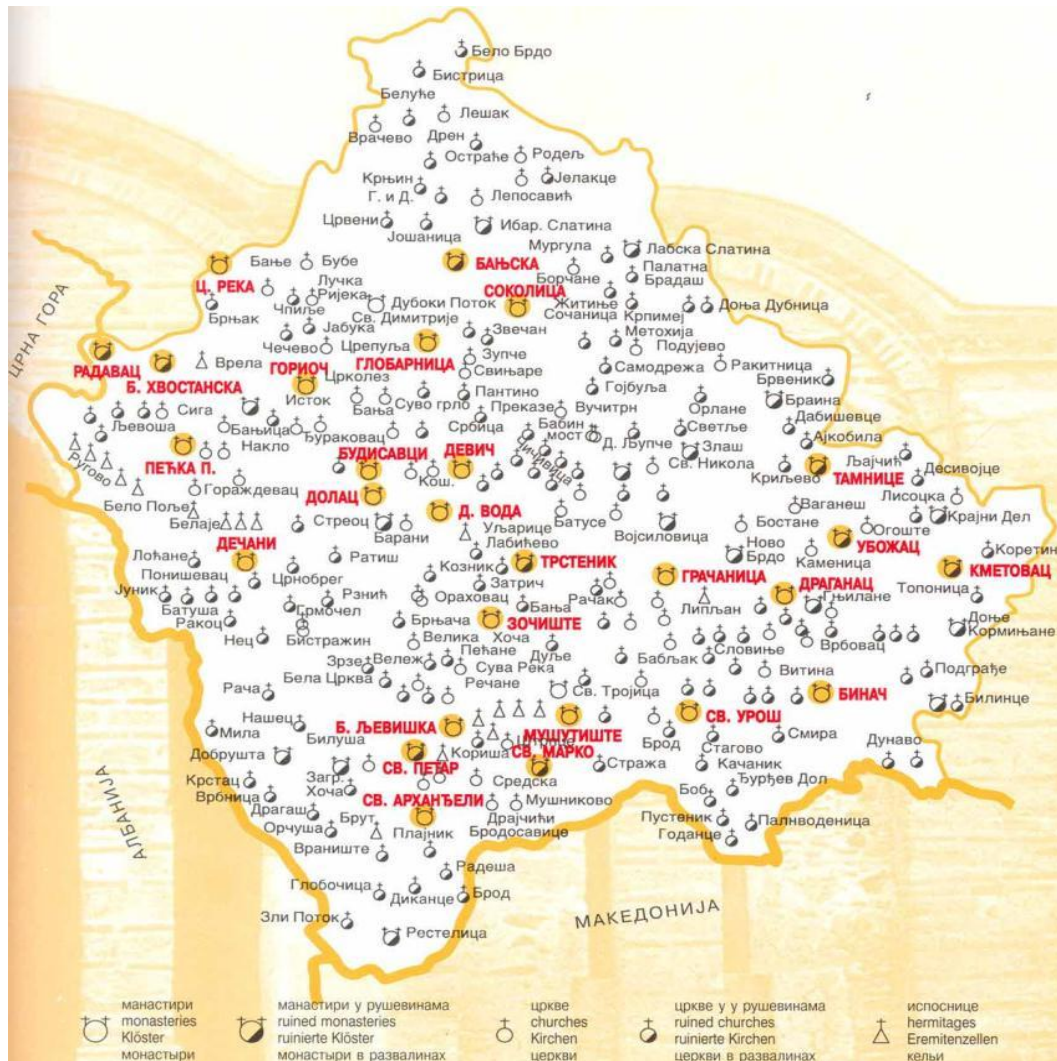 Бело Брдо
Бистрица
Белуће
Лешак
Врачево
Дрен
Остраће
Родељ
Јелакце
Крњин
Г. и Д.
Лепосавић
Црвени
Јошаница
Ибар. Слатина
Мургула
Лабска Слатина
Бање
Бубе
БАЊСКА
Борчане
Палатна
Брадаш
Ц. РЕКА
Лучка
Ријека
СОКОЛИЦА
ЦРНА ГОРА
Брњак
Чпиље
Дубоки Поток
Житиње
Доња Дубница
Св. Димитрије
Сочаница
Крпимеј
Јабука
Звечан
Метохија
Чечево
Црепуља
Подујево
РАДАВАЦ
Врела
ГОРИОЧ
ГЛОБАРНИЦА
Зупче
Самодрежа
Ракитница
Б. ХВОСТАНСКА
Црколез
Свињаре
Брвеник
Исток
Гојбуља
Пантино
Браина
Сига
Бања
Суво грло
Преказе
Вучитрн
Орлане
Љевоша
Бањица
Србица
Дабишевце
Ђураковац
Бабин
мост
Светље
Накло
Д. Љупче
Ајкобила
ПЕЋКА П.
БУДИСАВЦИ
ДЕВИЧ
Чичавица
Злаш
Љајчић
Ругово
Кош.
Св. Никола
Криљево
ТАМНИЦЕ
Десивојце
Гораждевац
ДОЛАЦ
Лисоцка
Бело Поље
Д. ВОДА
Батусе
Ваганеш
Белаје
Стреоц
Уљарице
Војсиловица
Бостане
Огоште
Крајни Дел
ДЕЧАНИ
Барани
Лабићево
Ново
Брдо
УБОЖАЦ
Лоћане
Ратиш
Козник
ТРСТЕНИК
Каменица
Коретин
Понишевац
Црнобрег
Затрич
ГРАЧАНИЦА
ДРАГАНАЦ
КМЕТОВАЦ
Јуник
Рзнић
Ораховац
Бања
Рачак
Топоница
Батуша
Грмочел
ЗОЧИШТЕ
Липљан
Гњилане
Ракоц
Брњача
Доње
Кормињане
Нец
Бистражин
Велика
Хоча
Словиње
Врбовац
Зрзе
Вележ
Пећане
Дуље
Бабљак
Бела Црква
Сува Река
Витина
Подграђе
Рача
Речане
Св. Тројица
БИНАЧ
Билинце
Нашец
Б. ЉЕВИШКА
МУШУТИШТЕ
СВ. УРОШ
Мила
Билуша
Брод
Смира
Добрушта
Кориша
СВ. МАРКО
Стагово
Дунаво
СВ. ПЕТАР
Стража
Качаник
Крстац
Загр.
Хоча
Средска
Ђурђев Дол
Врбница
СВ. АРХАНЂЕЛИ
Мушниково
Боб
Драгаш
Брут
Драјчићи
Пустеник
Палнводеница
Орчуша
Плајник
Бродосавице
Годанце
Враниште
АЛБАНИЈА
Радеша
Глобочица
Диканце
Брод
Зли Поток
МАКЕДОНИЈА
Рестелица
манастири
monasteries
Klöster
монастыри
манастири у рушевинама
ruined monasteries
ruinierte Klöster
монастыри в развалинах
цркве
churches
Kirchen
церкви
цркве у у рушевинама
ruined churches
ruinierte Kirchen
церкви в развалинах
испоснице
hermitages
Eremitenzellen
кельи